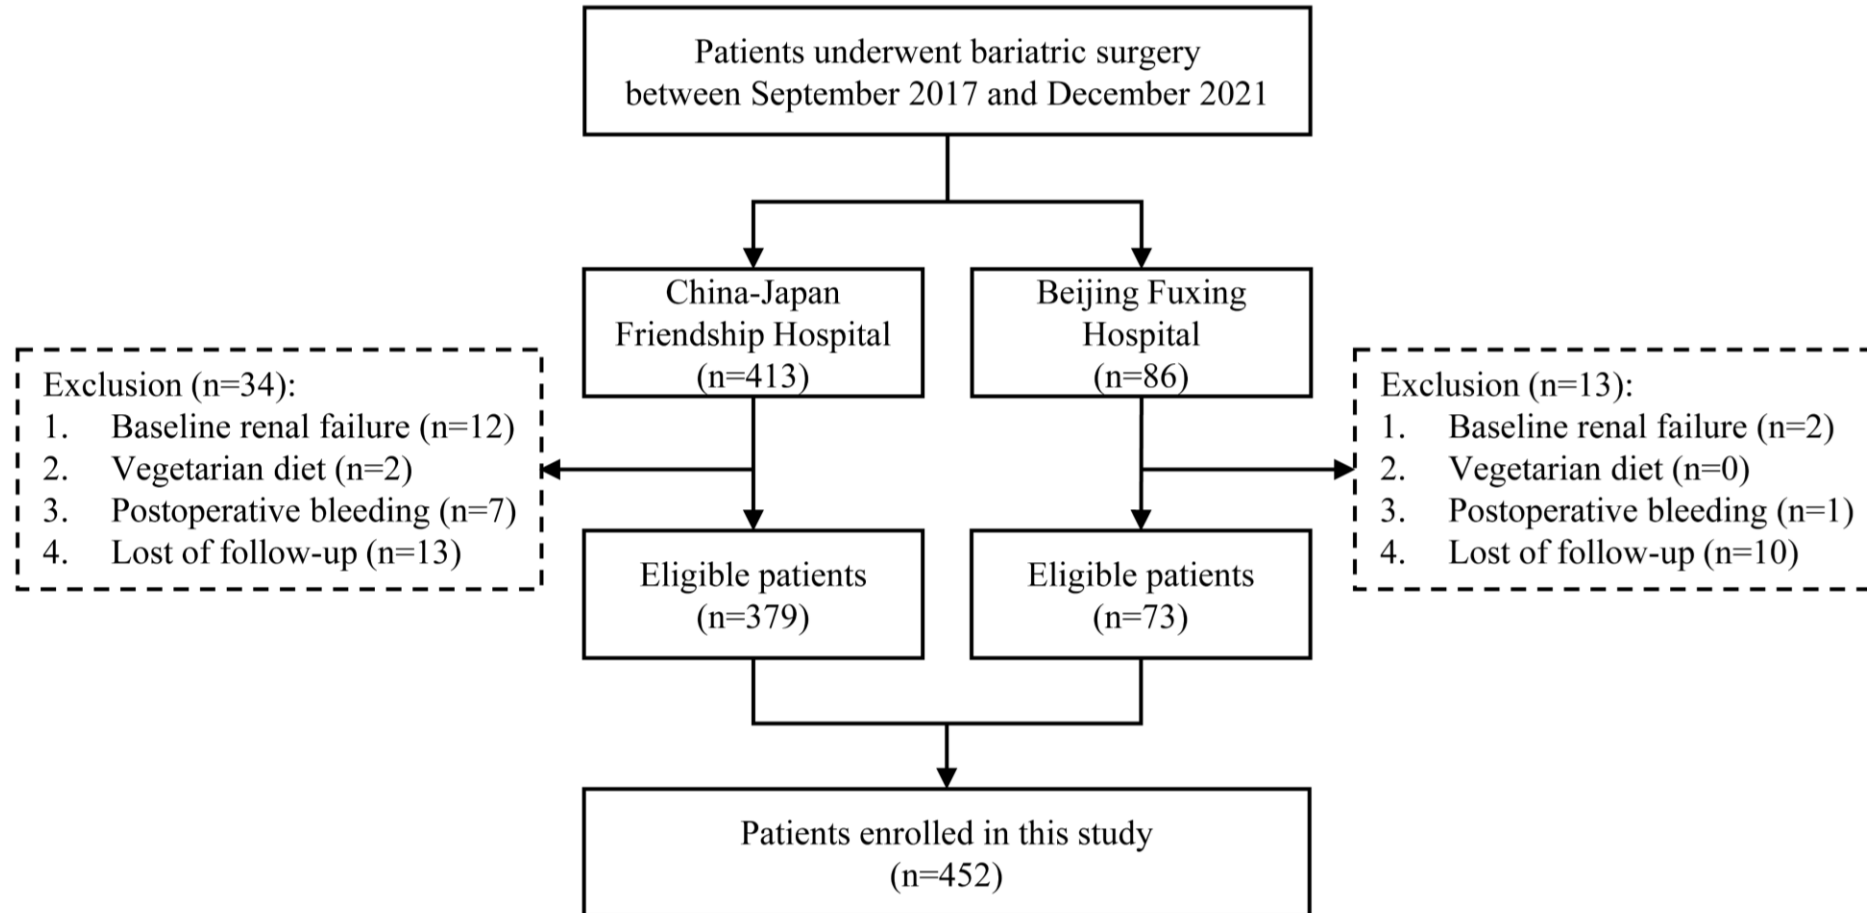 Patients underwent bariatric surgery
between September 2017 and December 2021
China-Japan
Friendship Hospital
(n=413)
Beijing Fuxing
Hospital
(n=86)
Exclusion (n=34):
1. Baseline renal failure (n=12)
2. Vegetarian diet (n=2)
3. Postoperative bleeding (n=7)
4. Lost of follow-up (n=13)
Exclusion (n=13):
1. Baseline renal failure (n=2)
2. Vegetarian diet (n=0)
3. Postoperative bleeding (n=1)
4. Lost of follow-up (n=10)
Eligible patients
(n=379)
Eligible patients
(n=73)
Patients enrolled in this study
(n=452)